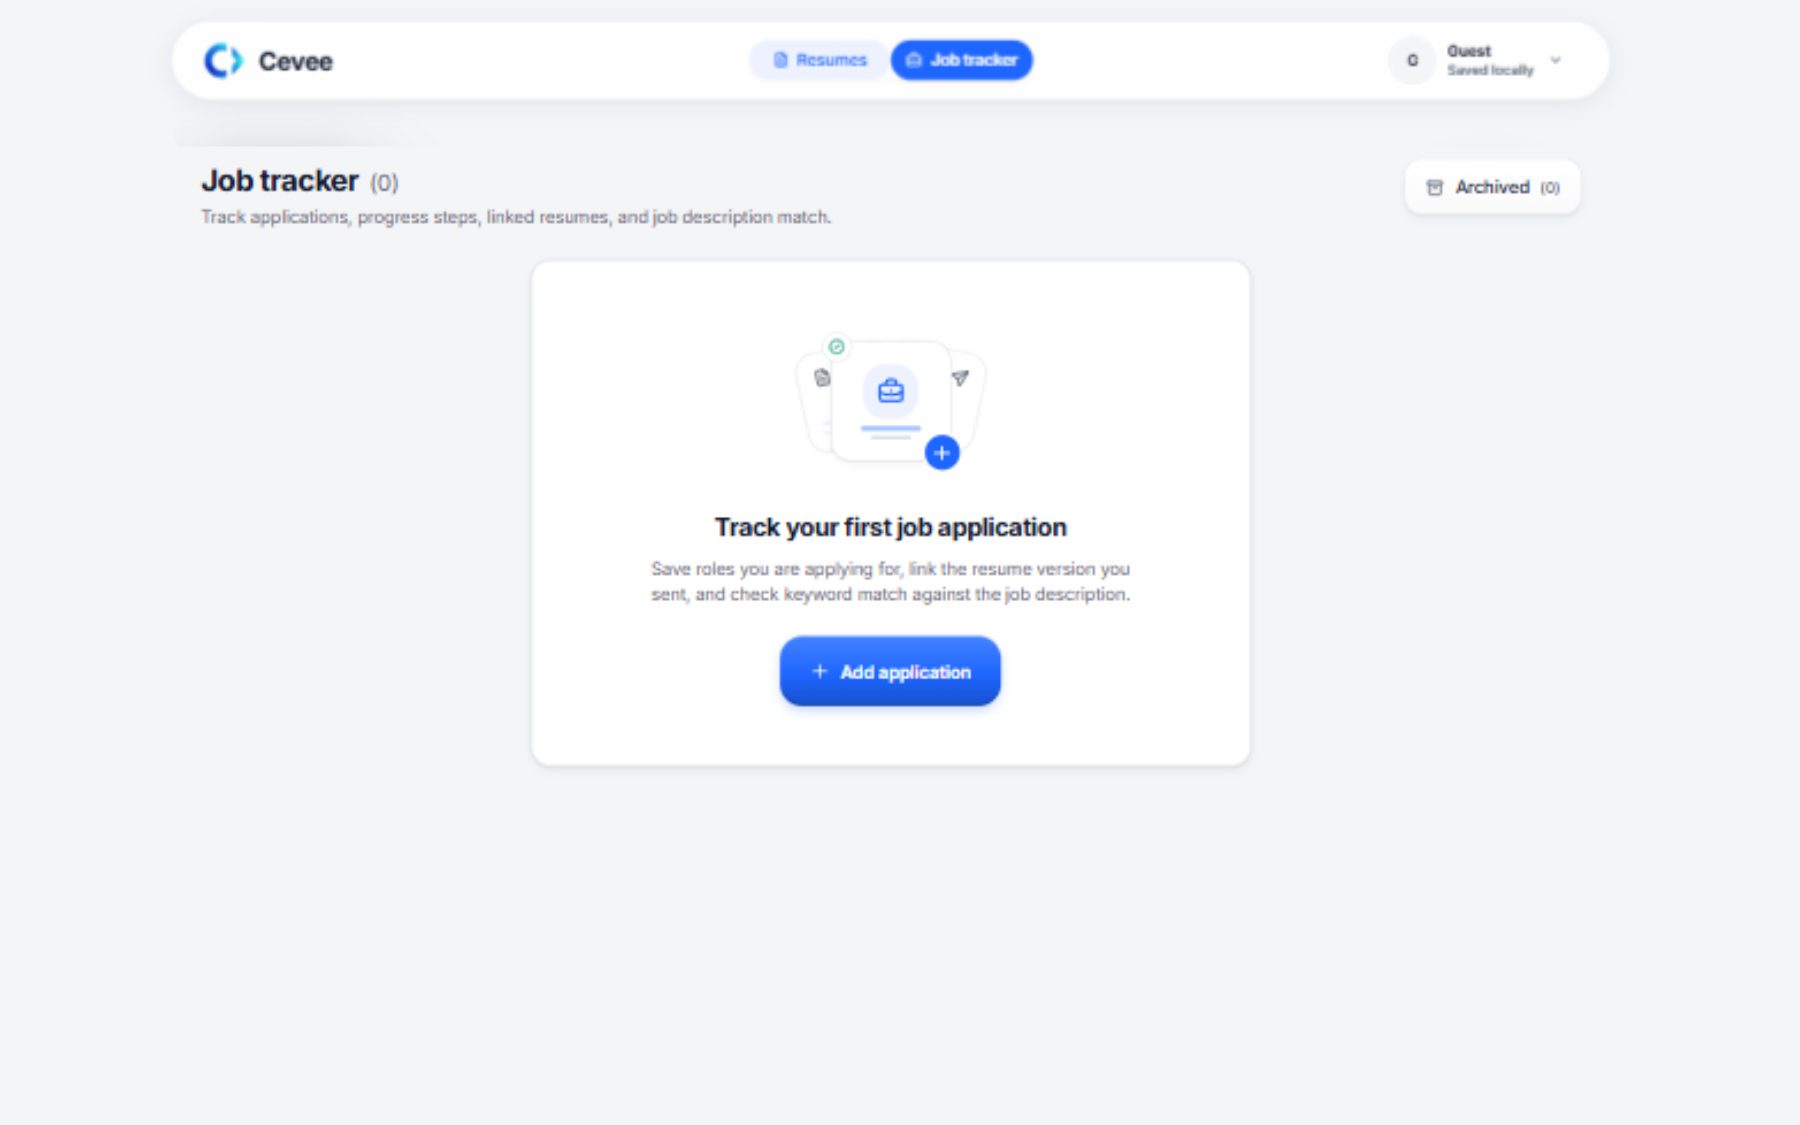 Cevee
Resumes
Job tracker
G
Guest
Saved locally
Job tracker (0)
Track applications, progress steps, linked resumes, and job description match.
Archived (0)
Track your first job application
Save roles you are applying for, link the resume version you
sent, and check keyword match against the job description.
Add application